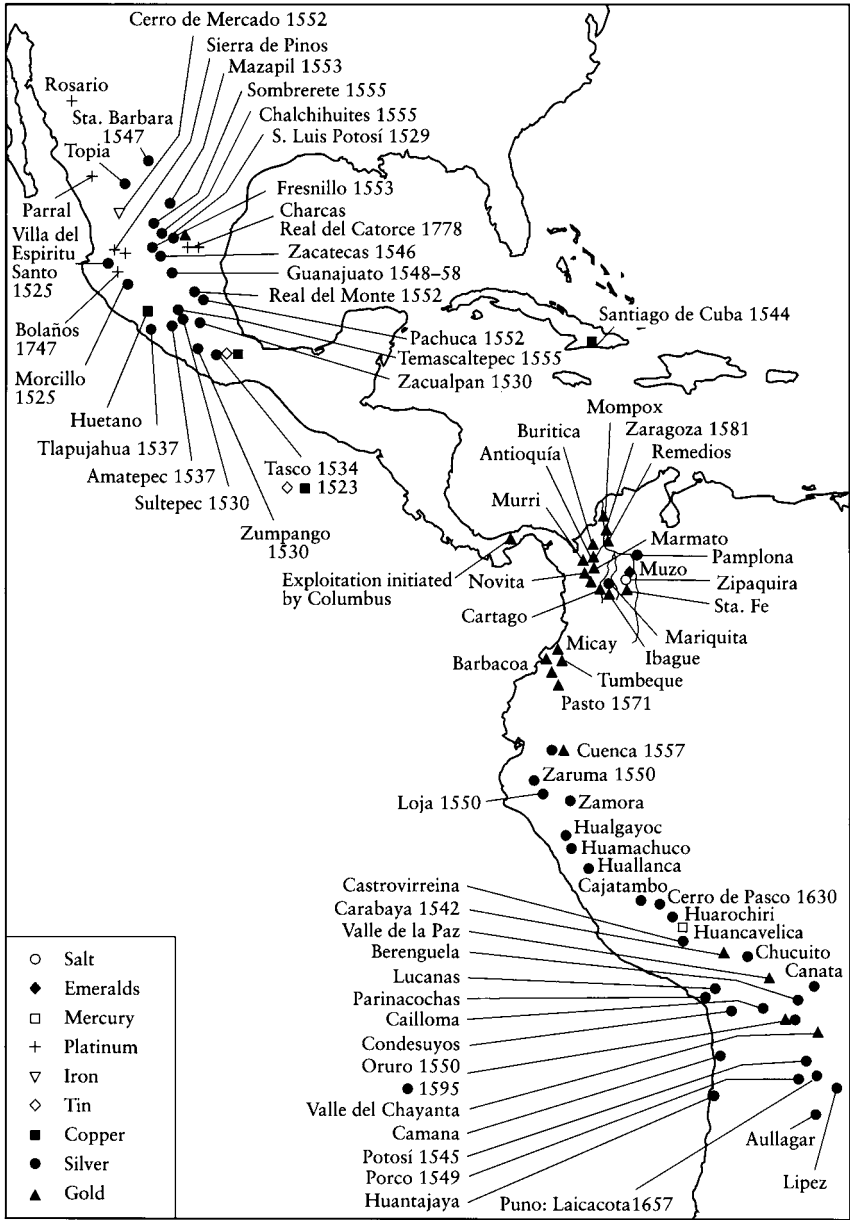 Cerro de Mercado 1552
Sierra de Pinos
Mazapil 1553
Sombrerete 1555
Chalchihuites 1555
S. Luis Potosí 1529
Rosario
Sta. Barbara
1547
Topia
Fresnillo 1553
Charcas
Real del Catorce 1778
Zacatecas 1546
Guanajuato 1548–58
Real del Monte 1552
Parral
Villa del
Espiritu
Santo
1525
Bolaños
1747
Morcillo
1525
Pachuca 1552
Temascaltepec 1555
Zacualpan 1530
Santiago de Cuba 1544
Huetano
Tlapujahua 1537
Amatepec 1537
Sultepec 1530
Zumpango
1530
Tasco 1534
1523
Exploitation initiated
by Columbus
Mompox
Buritica
Zaragoza 1581
Antioquía
Remedios
Murri
Marmato
Pamplona
Novita
Muzo
Zipaquira
Cartago
Sta. Fe
Mariquita
Ibague
Micay
Barbacoa
Tumbeque
Pasto 1571
Cuenca 1557
Zaruma 1550
Loja 1550
Zamora
Hualgayoc
Huamachuco
Huallanca
Cajatambo
Cerro de Pasco 1630
Huarochiri
Huancavelica
Castrovirreina
Carabaya 1542
Valle de la Paz
Berenguela
Chucuito
Canata
Lucanas
Parinacochas
Cailloma
Condesuyos
Oruro 1550
1595
Valle del Chayanta
Camana
Potosí 1545
Porco 1549
Huantajaya
Puno: Laicacota1657
Aullagar
Lipez
Salt
Emeralds
Mercury
Platinum
Iron
Tin
Copper
Silver
Gold